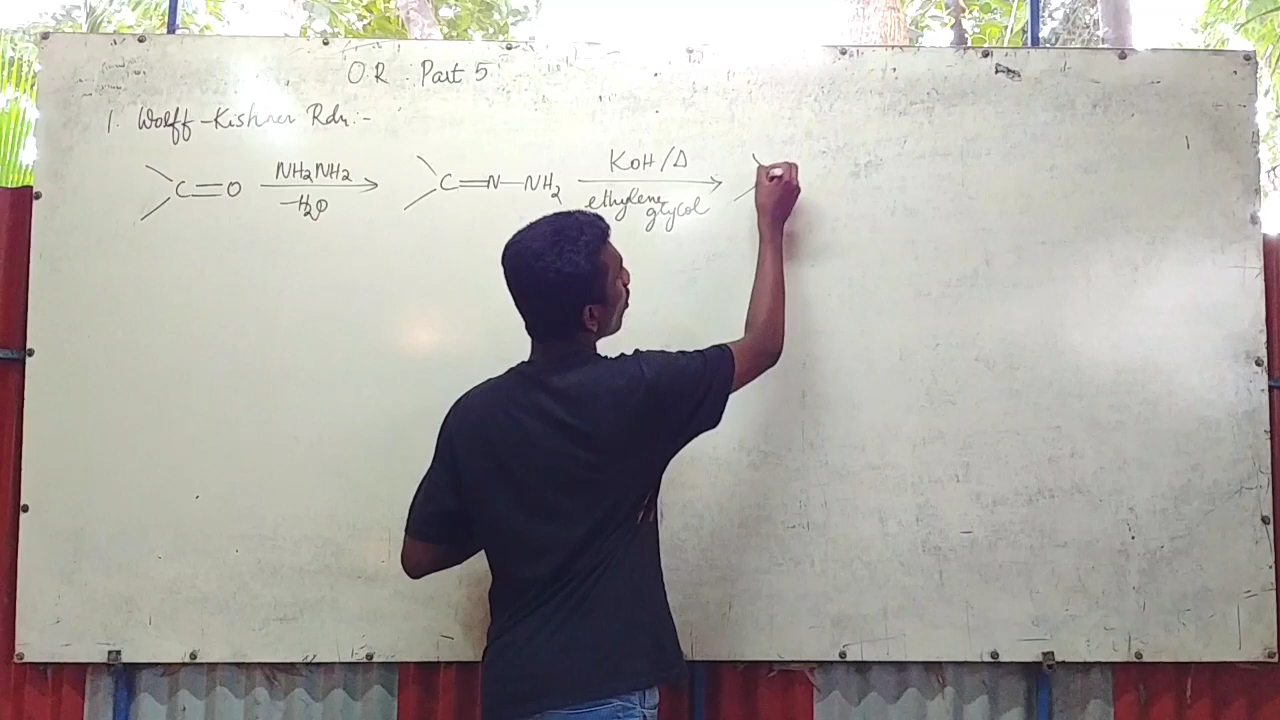 O.R. Part 5
1. Wolff-Kishner Rdn:-
C=O NH2NH2 -H2O C=N-NH2 KOH/Δ ethylene glycol